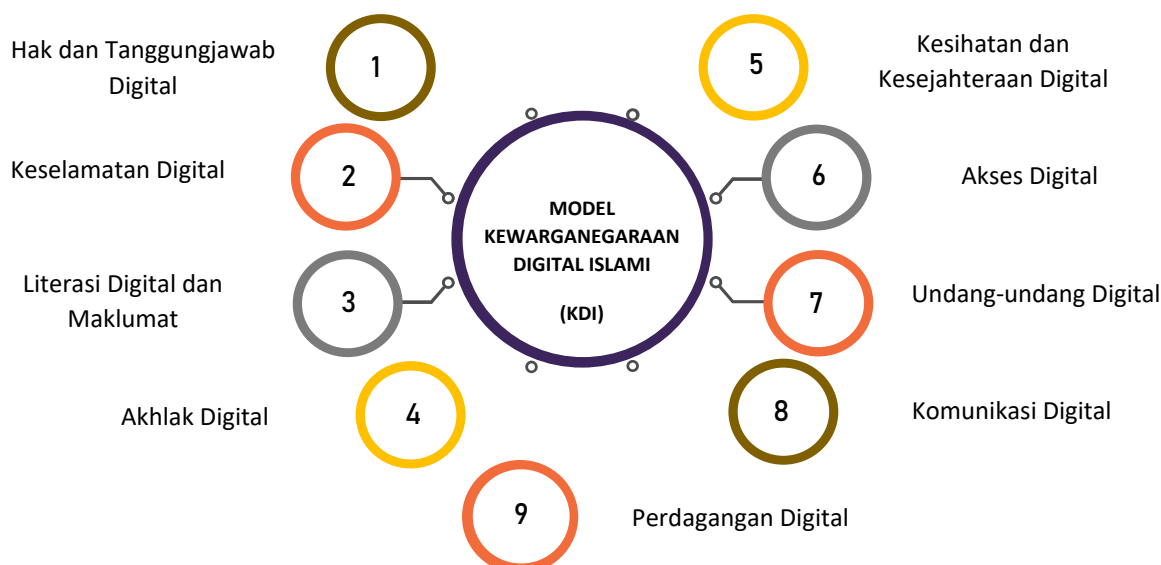 Hak dan Tanggungjawab
Digital
1
Keselamatan Digital
2
Literasi Digital dan
Maklumat
3
Akhlak Digital
4
MODEL
KEWARGANEGARAAN
DIGITAL ISLAMI
(KDI)
5
Kesihatan dan
Kesejahteraan Digital
6
Akses Digital
7
Undang-undang Digital
8
Komunikasi Digital
9
Perdagangan Digital